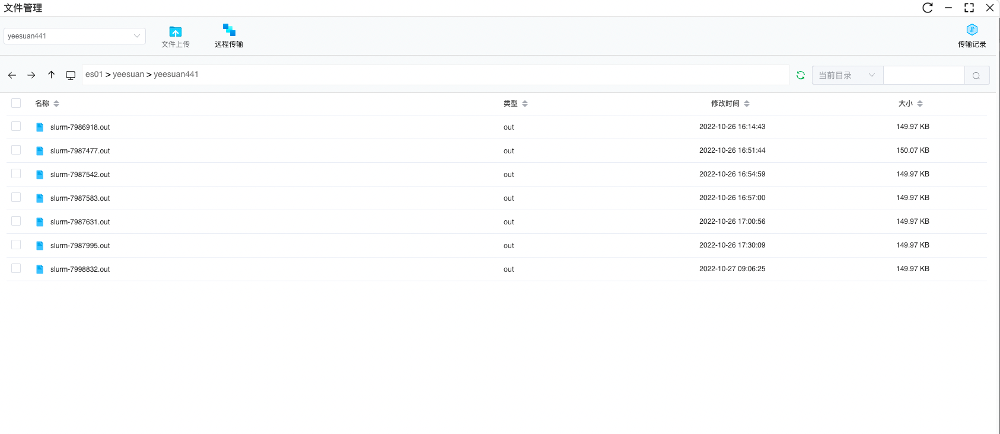 文件管理
yeesuan441
文件上传
远程传输
传输记录
es01 > yeesuan > yeesuan441
当前目录
名称 类型 修改时间 大小
slurm-7986918.out out 2022-10-26 16:14:43 149.97 KB
slurm-7987477.out out 2022-10-26 16:51:44 150.07 KB
slurm-7987542.out out 2022-10-26 16:54:59 149.97 KB
slurm-7987583.out out 2022-10-26 16:57:00 149.97 KB
slurm-7987631.out out 2022-10-26 17:00:56 149.97 KB
slurm-7987995.out out 2022-10-26 17:30:09 149.97 KB
slurm-7998832.out out 2022-10-27 09:06:25 149.97 KB